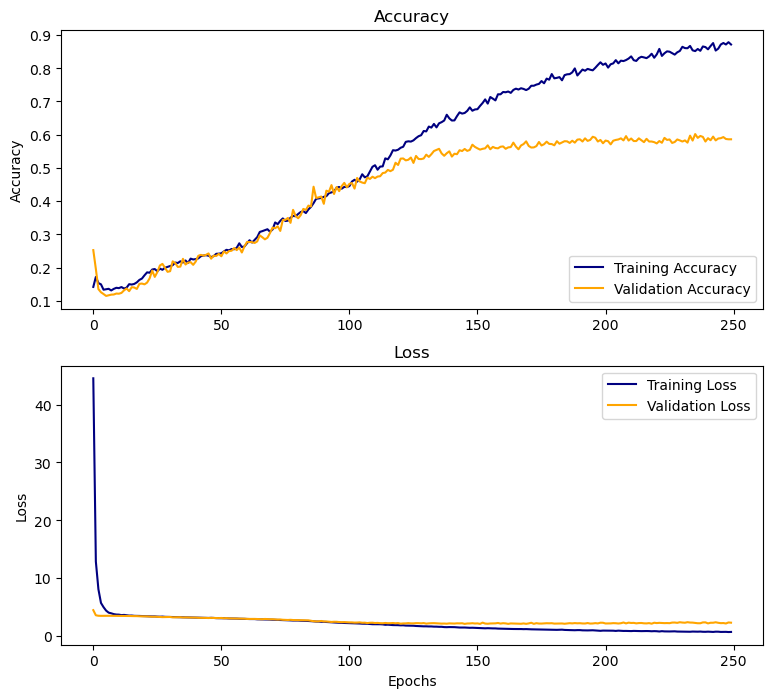 Accuracy
0.9
0.8
0.7
0.6
0.5
0.4
0.3
0.2
0.1
Accuracy
Training Accuracy
Validation Accuracy
0 50 100 150 200 250
Loss
40
30
20
10
0
Loss
Training Loss
Validation Loss
0 50 100 150 200 250
Epochs